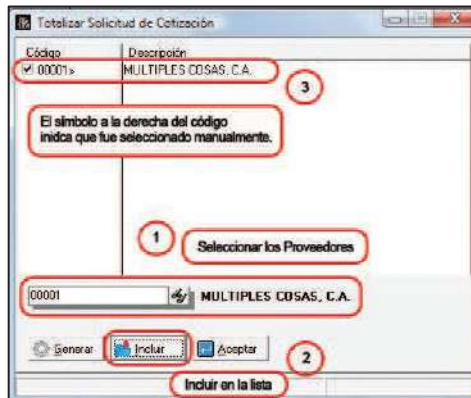 Totalizar Solicitud de Cotización
Código Descripción
00001» MULTIPLES COSAS, C.A.
3
El símbolo a la derecha del código
inidca que fue seleccionado manualmente.
1
Seleccionar los Proveedores
00001 MULTIPLES COSAS, C.A.
Generar Incluir Aceptar
2
Incluir en la lista